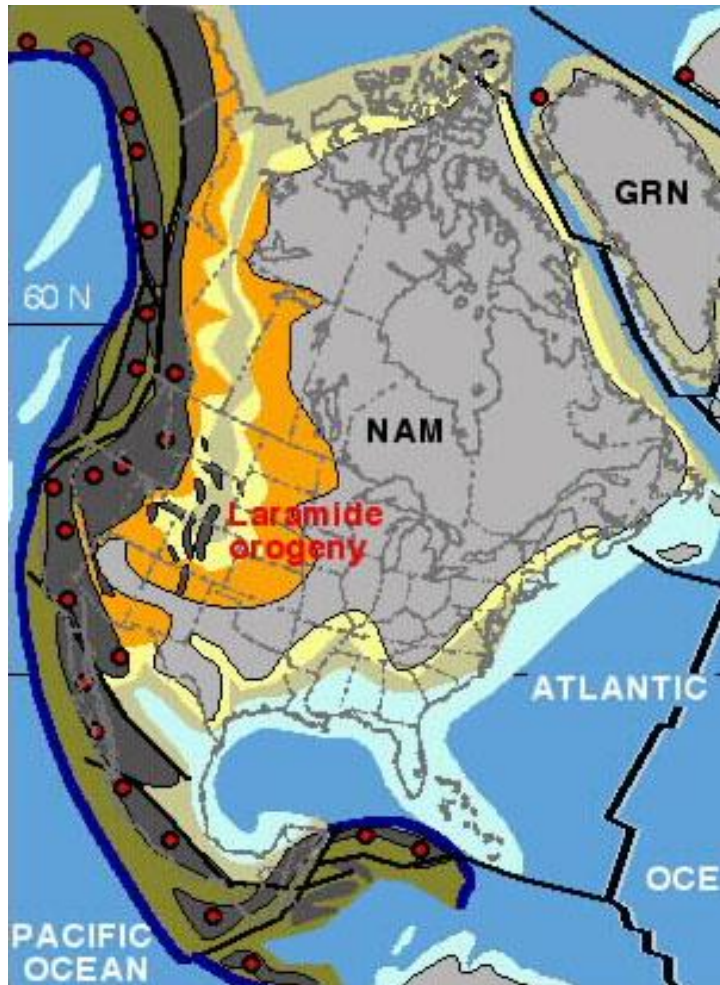 GRN
60 N
NAM
Laramide
orogeny
ATLANTIC
OCE
PACIFIC
OCEAN